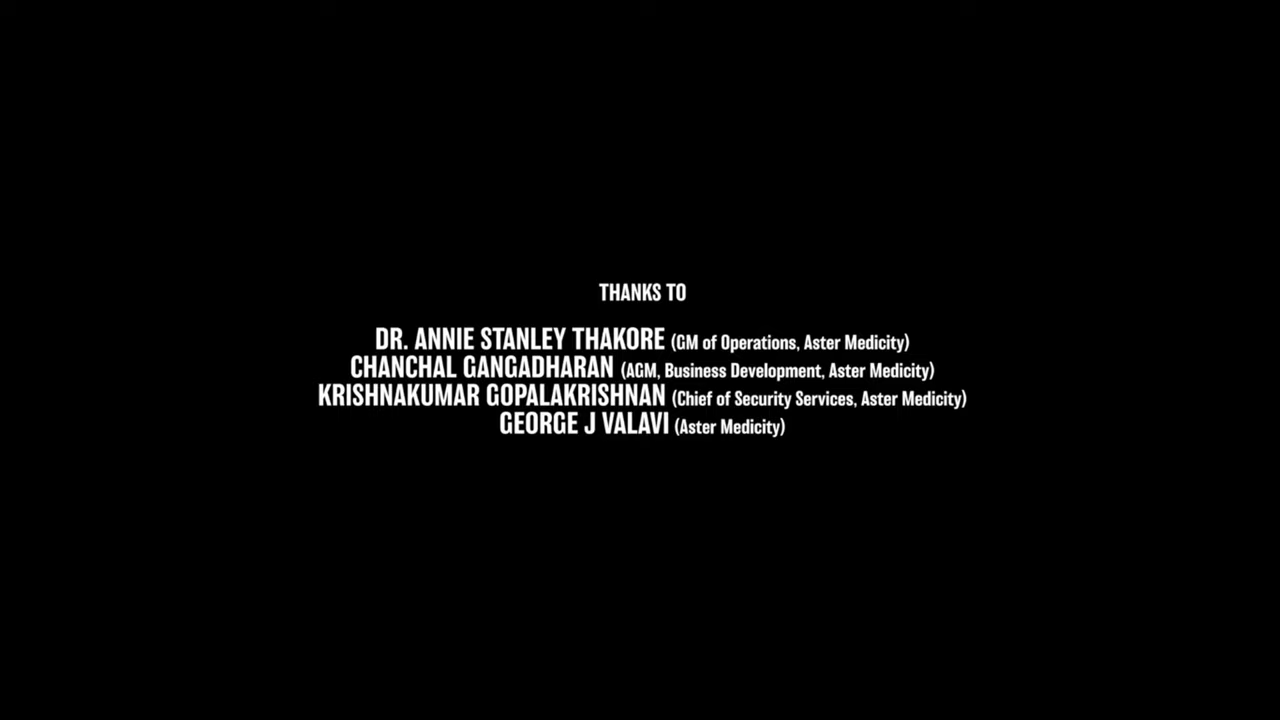 THANKS TO
DR. ANNIE STANLEY THAKORE (GM of Operations, Aster Medicity)
CHANCHAL GANGADHARAN (AGM, Business Development, Aster Medicity)
KRISHNAKUMAR GOPALAKRISHNAN (Chief of Security Services, Aster Medicity)
GEORGE J VALAVI (Aster Medicity)